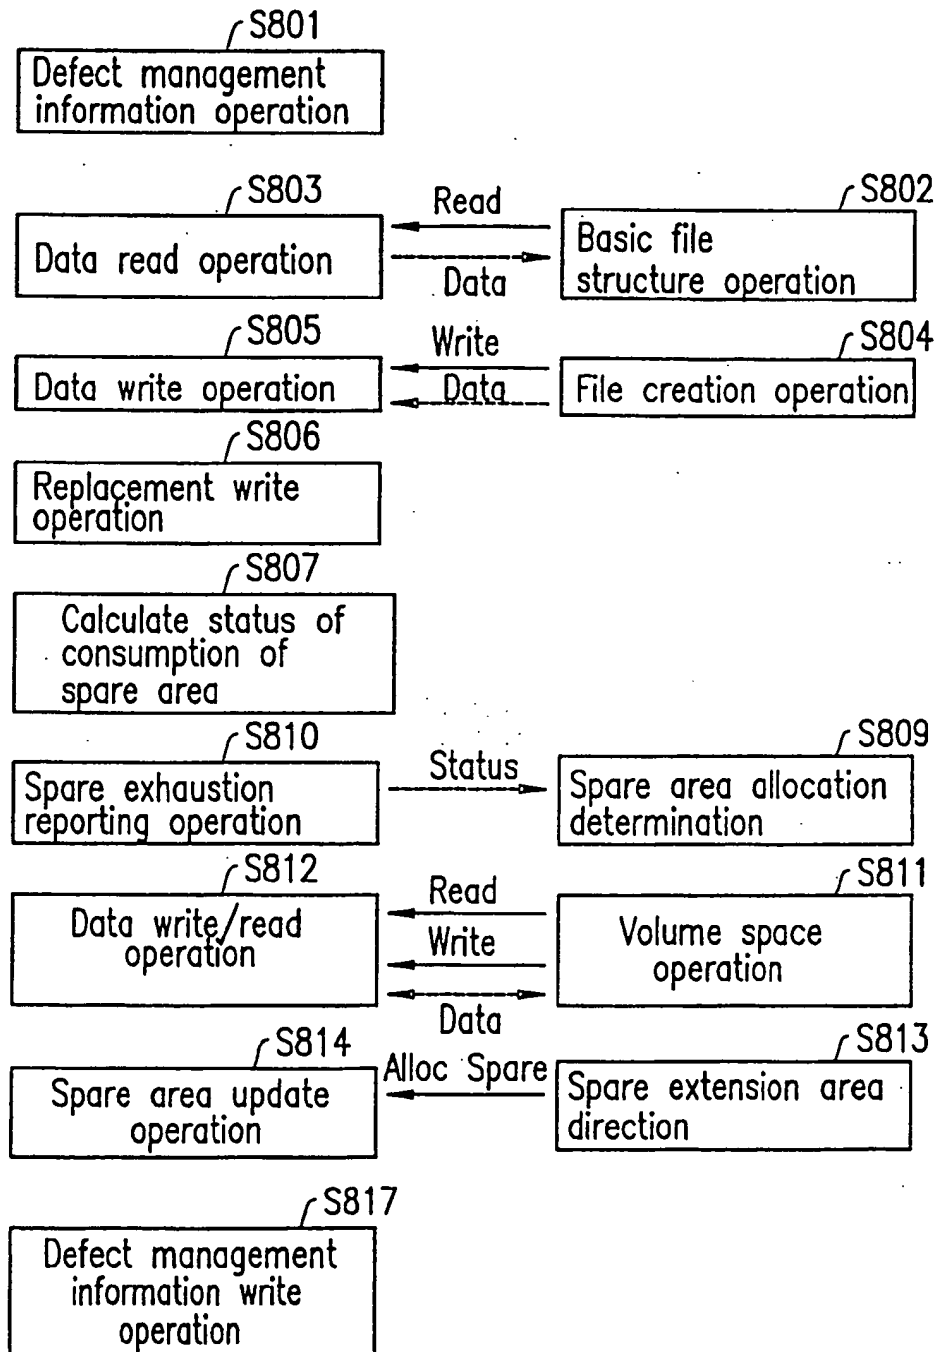 S801
Defect management
information operation
S803
Read
S802
Data read operation
Data
Basic file
structure operation
S805
Write
S804
Data write operation
Data
File creation operation
S806
Replacement write
operation
S807
Calculate status of
consumption of
spare area
S810
Status
S809
Spare exhaustion
reporting operation
Spare area allocation
determination
S812
Read
S811
Data write/read
operation
Write
Volume space
operation
Data
S814
Alloc Spare
S813
Spare area update
operation
Spare extension area
direction
S817
Defect management
information write
operation